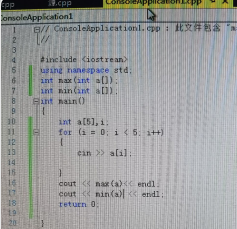 cpp
ConsoleApplication1.cpp
ConsoleApplication1
1 // ConsoleApplication1.cpp : 此文件包含 "a
2 //
3
4 #include <iostream>
5 using namespace std;
6 int max(int a[]);
7 int min(int a[]);
8 int main()
9 {
10 int a[5],i;
11 for (i = 0; i < 5; i++)
12 {
13 cin >> a[i];
14
15 }
16 cout << max(a)<< endl;
17 cout << min(a) << endl;
18 return 0;
19
20 }